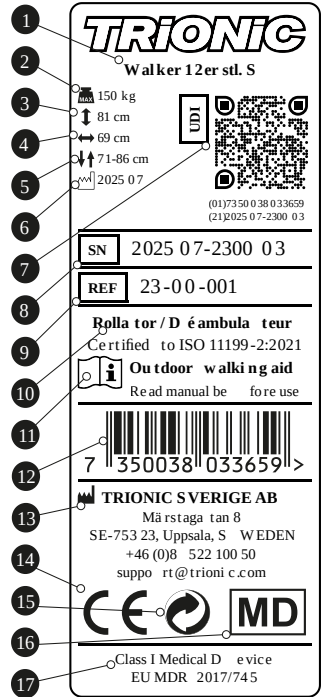 1
TRiONiC
Walker 12er stl. S
2
MAX
150 kg
3
81 cm
4
69 cm
5
71-86 cm
6
2025 07
UDI
(01)7350038033659
(21)202507-2300 03
7
8
SN
2025 07-2300 03
9
REF
23-00-001
10
Rollator/Déambulateur
Certified to ISO 11199-2:2021
11
i
Outdoor walking aid
Read manual before use
12
7 350038 033659 >
13
TRIONIC SVERIGE AB
Märstagatan 8
SE-753 23, Uppsala, SWEDEN
+46 (0)8 522 100 50
support@trionic.com
14
CE
15
MD
16
17
Class I Medical Device
EU MDR 2017/745